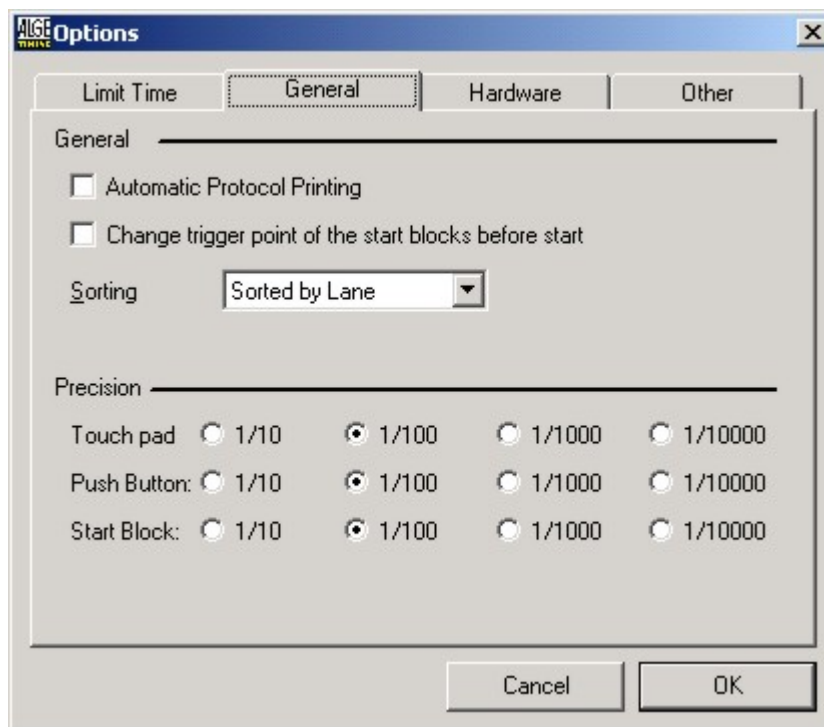 ALGE TIMING Options
Limit Time General Hardware Other
General
Automatic Protocol Printing
Change trigger point of the start blocks before start
Sorting Sorted by Lane
Precision
Touch pad 1/10 1/100 1/1000 1/10000
Push Button: 1/10 1/100 1/1000 1/10000
Start Block: 1/10 1/100 1/1000 1/10000
Cancel OK